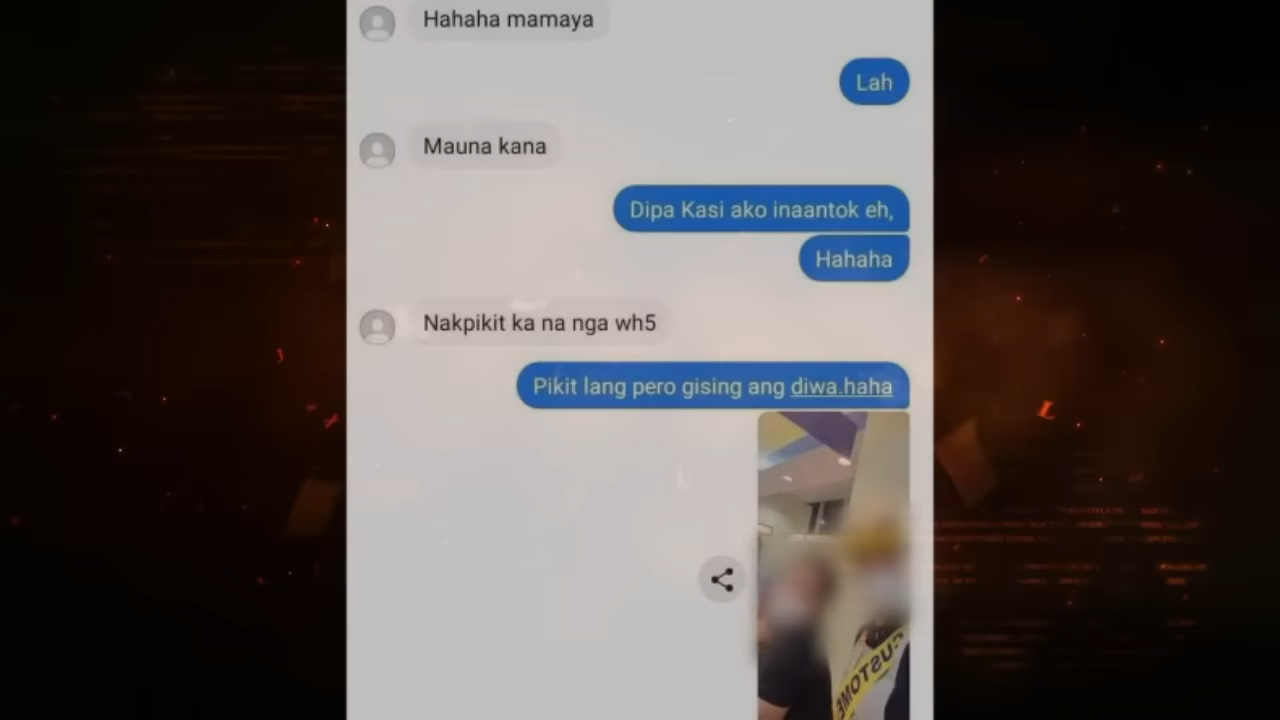 Hahaha mamaya
Lah
Mauna kana
Dipa Kasi ako inaantok eh,
Hahaha
Nakpikit ka na nga wh5
Pikit lang pero gising ang diwa.haha
CUSTOME